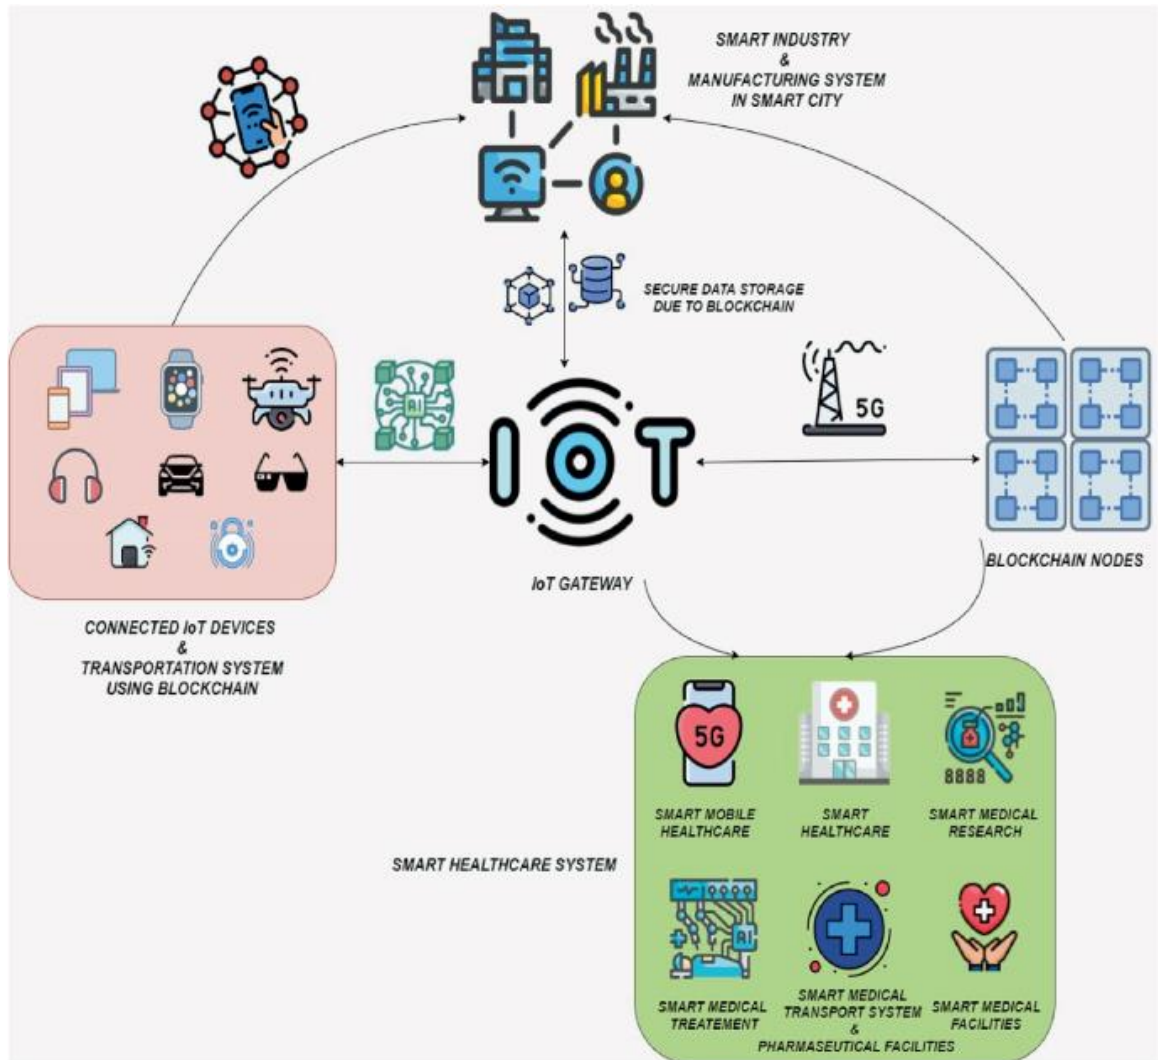 SMART INDUSTRY
&
MANUFACTURING SYSTEM
IN SMART CITY
SECURE DATA STORAGE
DUE TO BLOCKCHAIN
AI
5G
IOT
IoT GATEWAY
BLOCKCHAIN NODES
CONNECTED IoT DEVICES
&
TRANSPORTATION SYSTEM
USING BLOCKCHAIN
5G
8888
SMART MOBILE
HEALTHCARE
SMART
HEALTHCARE
SMART MEDICAL
RESEARCH
SMART HEALTHCARE SYSTEM
AI
SMART MEDICAL
TREATEMENT
SMART MEDICAL
TRANSPORT SYSTEM
&
PHARMASEUTICAL FACILITIES
SMART MEDICAL
FACILITIES